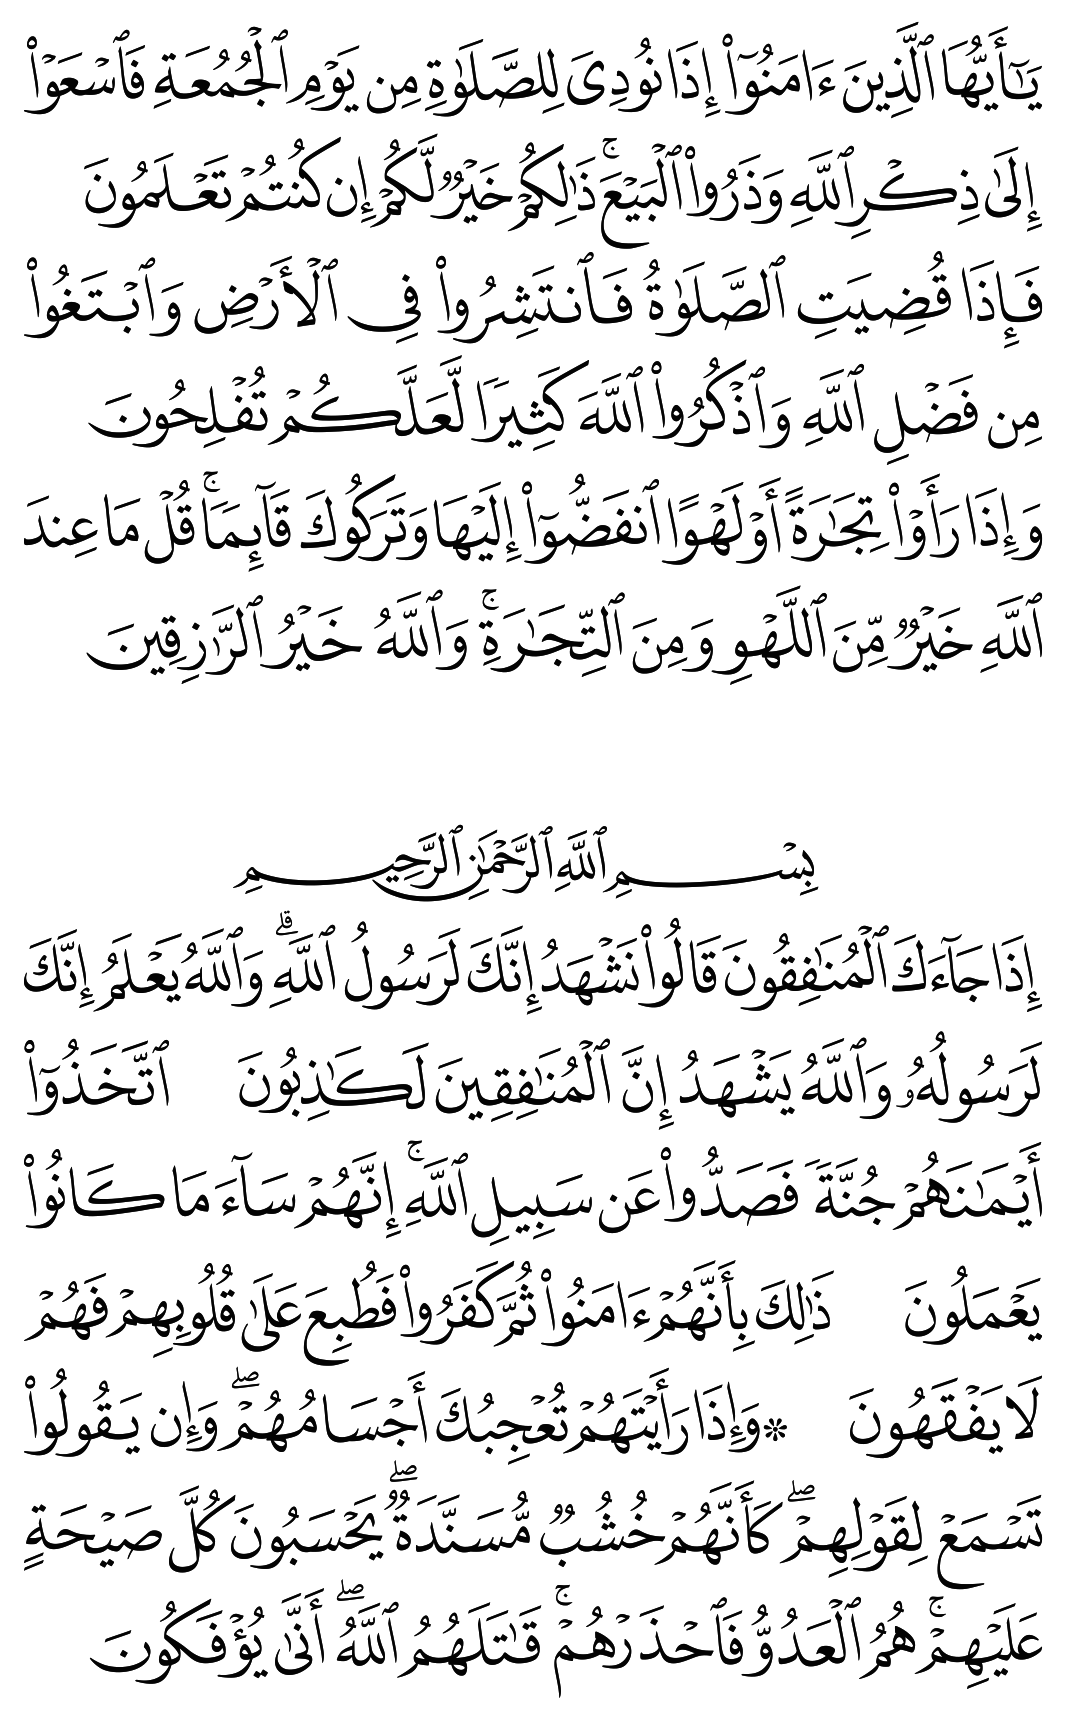 يَـٰٓأَيُّهَا ٱلَّذِينَ ءَامَنُوٓا۟ إِذَا نُودِىَ لِلصَّلَوٰةِ مِن يَوْمِ ٱلْجُمُعَةِ فَٱسْعَوْا۟
إِلَىٰ ذِكْرِ ٱللَّهِ وَذَرُوا۟ ٱلْبَيْعَ ۚ ذَٰلِكُمْ خَيْرٌ لَّكُمْ إِن كُنتُمْ تَعْلَمُونَ
فَإِذَا قُضِيَتِ ٱلصَّلَوٰةُ فَٱنتَشِرُوا۟ فِى ٱلْأَرْضِ وَٱبْتَغُوا۟
مِن فَضْلِ ٱللَّهِ وَٱذْكُرُوا۟ ٱللَّهَ كَثِيرًا لَّعَلَّكُمْ تُفْلِحُونَ
وَإِذَا رَأَوْا۟ تِجَـٰرَةً أَوْ لَهْوًا ٱنفَضُّوٓا۟ إِلَيْهَا وَتَرَكُوكَ قَآئِمًا ۚ قُلْ مَا عِندَ
ٱللَّهِ خَيْرٌ مِّنَ ٱللَّهْوِ وَمِنَ ٱلتِّجَـٰرَةِ ۚ وَٱللَّهُ خَيْرُ ٱلرَّٰزِقِينَ
بِسْمِ ٱللَّهِ ٱلرَّحْمَـٰنِ ٱلرَّحِيمِ
إِذَا جَآءَكَ ٱلْمُنَـٰفِقُونَ قَالُوا۟ نَشْهَدُ إِنَّكَ لَرَسُولُ ٱللَّهِ ۗ وَٱللَّهُ يَعْلَمُ إِنَّكَ
لَرَسُولُهُۥ وَٱللَّهُ يَشْهَدُ إِنَّ ٱلْمُنَـٰفِقِينَ لَكَـٰذِبُونَ ٱتَّخَذُوٓا۟
أَيْمَـٰنَهُمْ جُنَّةً فَصَدُّوا۟ عَن سَبِيلِ ٱللَّهِ ۚ إِنَّهُمْ سَآءَ مَا كَانُوا۟
يَعْمَلُونَ ذَٰلِكَ بِأَنَّهُمْ ءَامَنُوا۟ ثُمَّ كَفَرُوا۟ فَطُبِعَ عَلَىٰ قُلُوبِهِمْ فَهُمْ
لَا يَفْقَهُونَ * وَإِذَا رَأَيْتَهُمْ تُعْجِبُكَ أَجْسَامُهُمْ ۖ وَإِن يَقُولُوا۟
تَسْمَعْ لِقَوْلِهِمْ ۖ كَأَنَّهُمْ خُشُبٌ مُّسَنَّدَةٌ ۖ يَحْسَبُونَ كُلَّ صَيْحَةٍ
عَلَيْهِمْ ۚ هُمُ ٱلْعَدُوُّ فَٱحْذَرْهُمْ ۚ قَـٰتَلَهُمُ ٱللَّهُ ۖ أَنَّىٰ يُؤْفَكُونَ